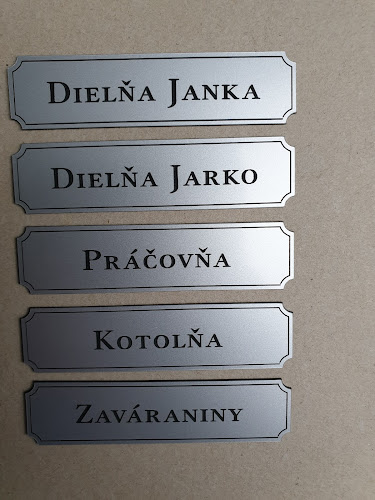 Dielňa Janka
Dielňa Jarko
Práčovňa
Kotolňa
Zaváraniny